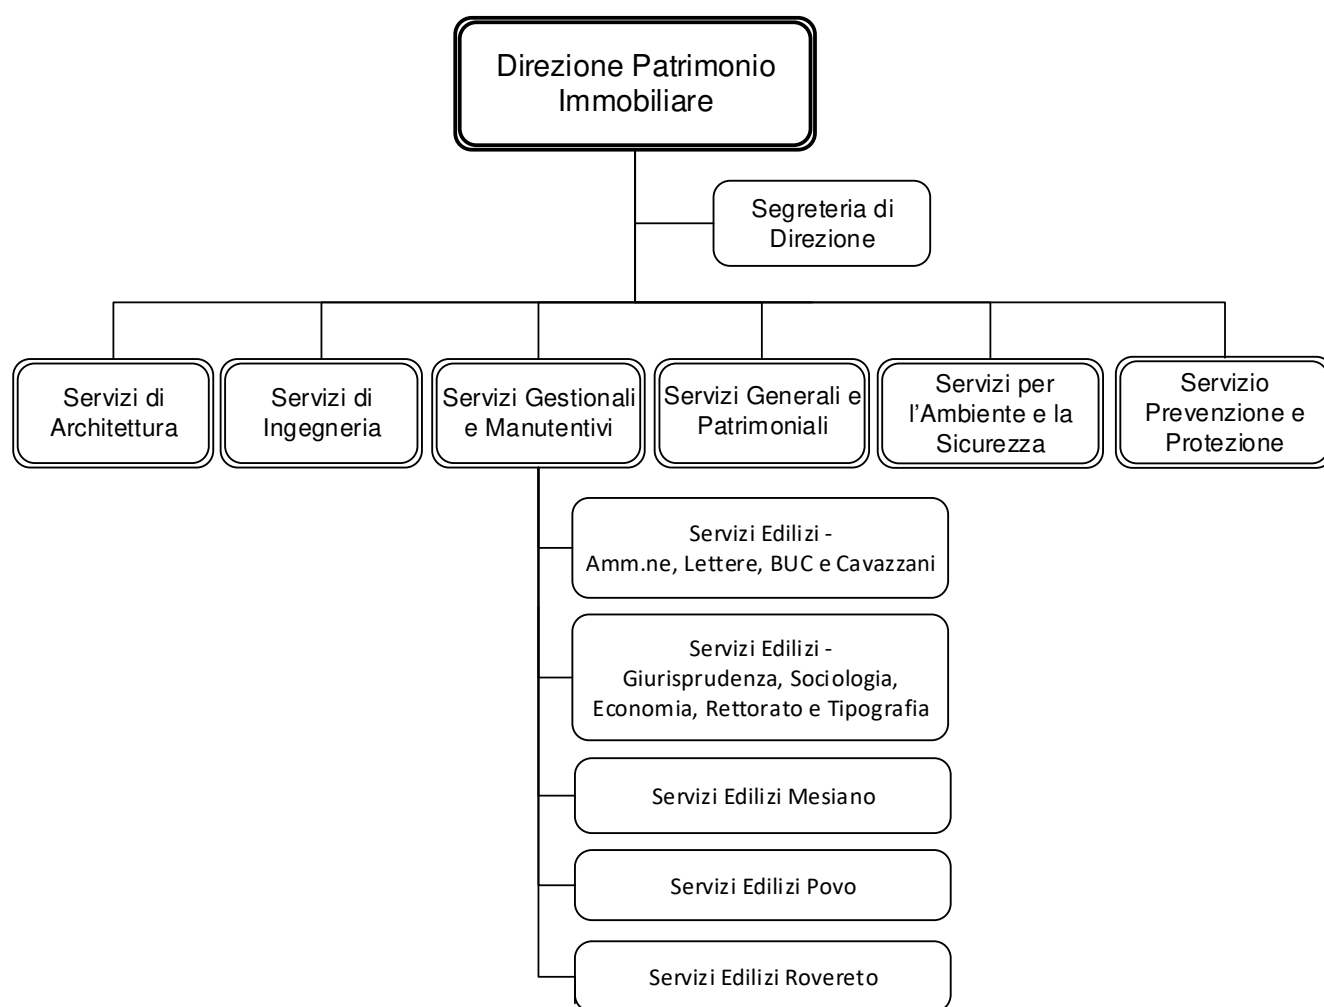 Direzione Patrimonio
Immobiliare
Segreteria di
Direzione
Servizi di
Architettura
Servizi di
Ingegneria
Servizi Gestionali
e Manutentivi
Servizi Generali e
Patrimoniali
Servizi per
l’Ambiente e la
Sicurezza
Servizio
Prevenzione e
Protezione
Servizi Edilizi -
Amm.ne, Lettere, BUC e Cavazzani
Servizi Edilizi -
Giurisprudenza, Sociologia,
Economia, Rettorato e Tipografia
Servizi Edilizi Mesiano
Servizi Edilizi Povo
Servizi Edilizi Rovereto